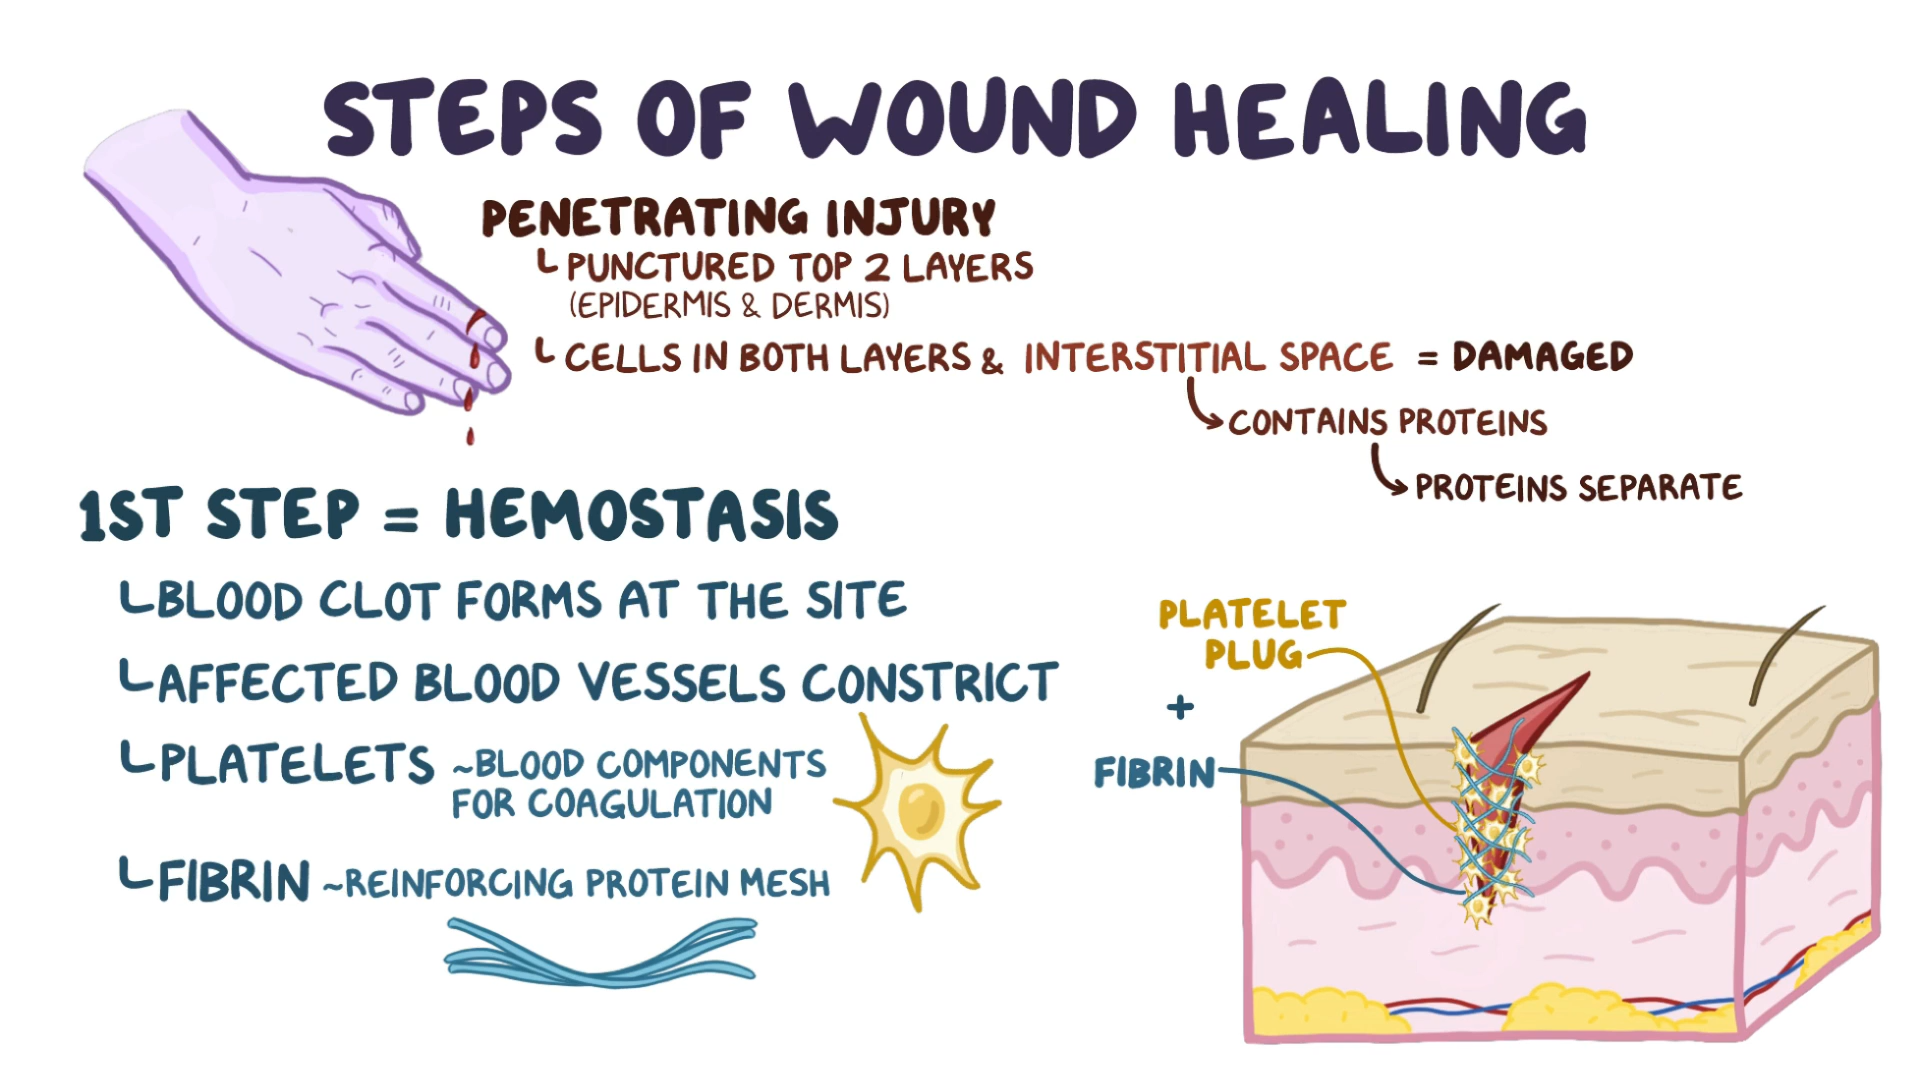 STEPS OF WOUND HEALING
PENETRATING INJURY
PUNCTURED TOP 2 LAYERS
(EPIDERMIS & DERMIS)
CELLS IN BOTH LAYERS & INTERSTITIAL SPACE = DAMAGED
CONTAINS PROTEINS
PROTEINS SEPARATE
1ST STEP = HEMOSTASIS
BLOOD CLOT FORMS AT THE SITE
AFFECTED BLOOD VESSELS CONSTRICT
PLATELETS ~BLOOD COMPONENTS
FOR COAGULATION
FIBRIN ~REINFORCING PROTEIN MESH
PLATELET
PLUG
+
FIBRIN